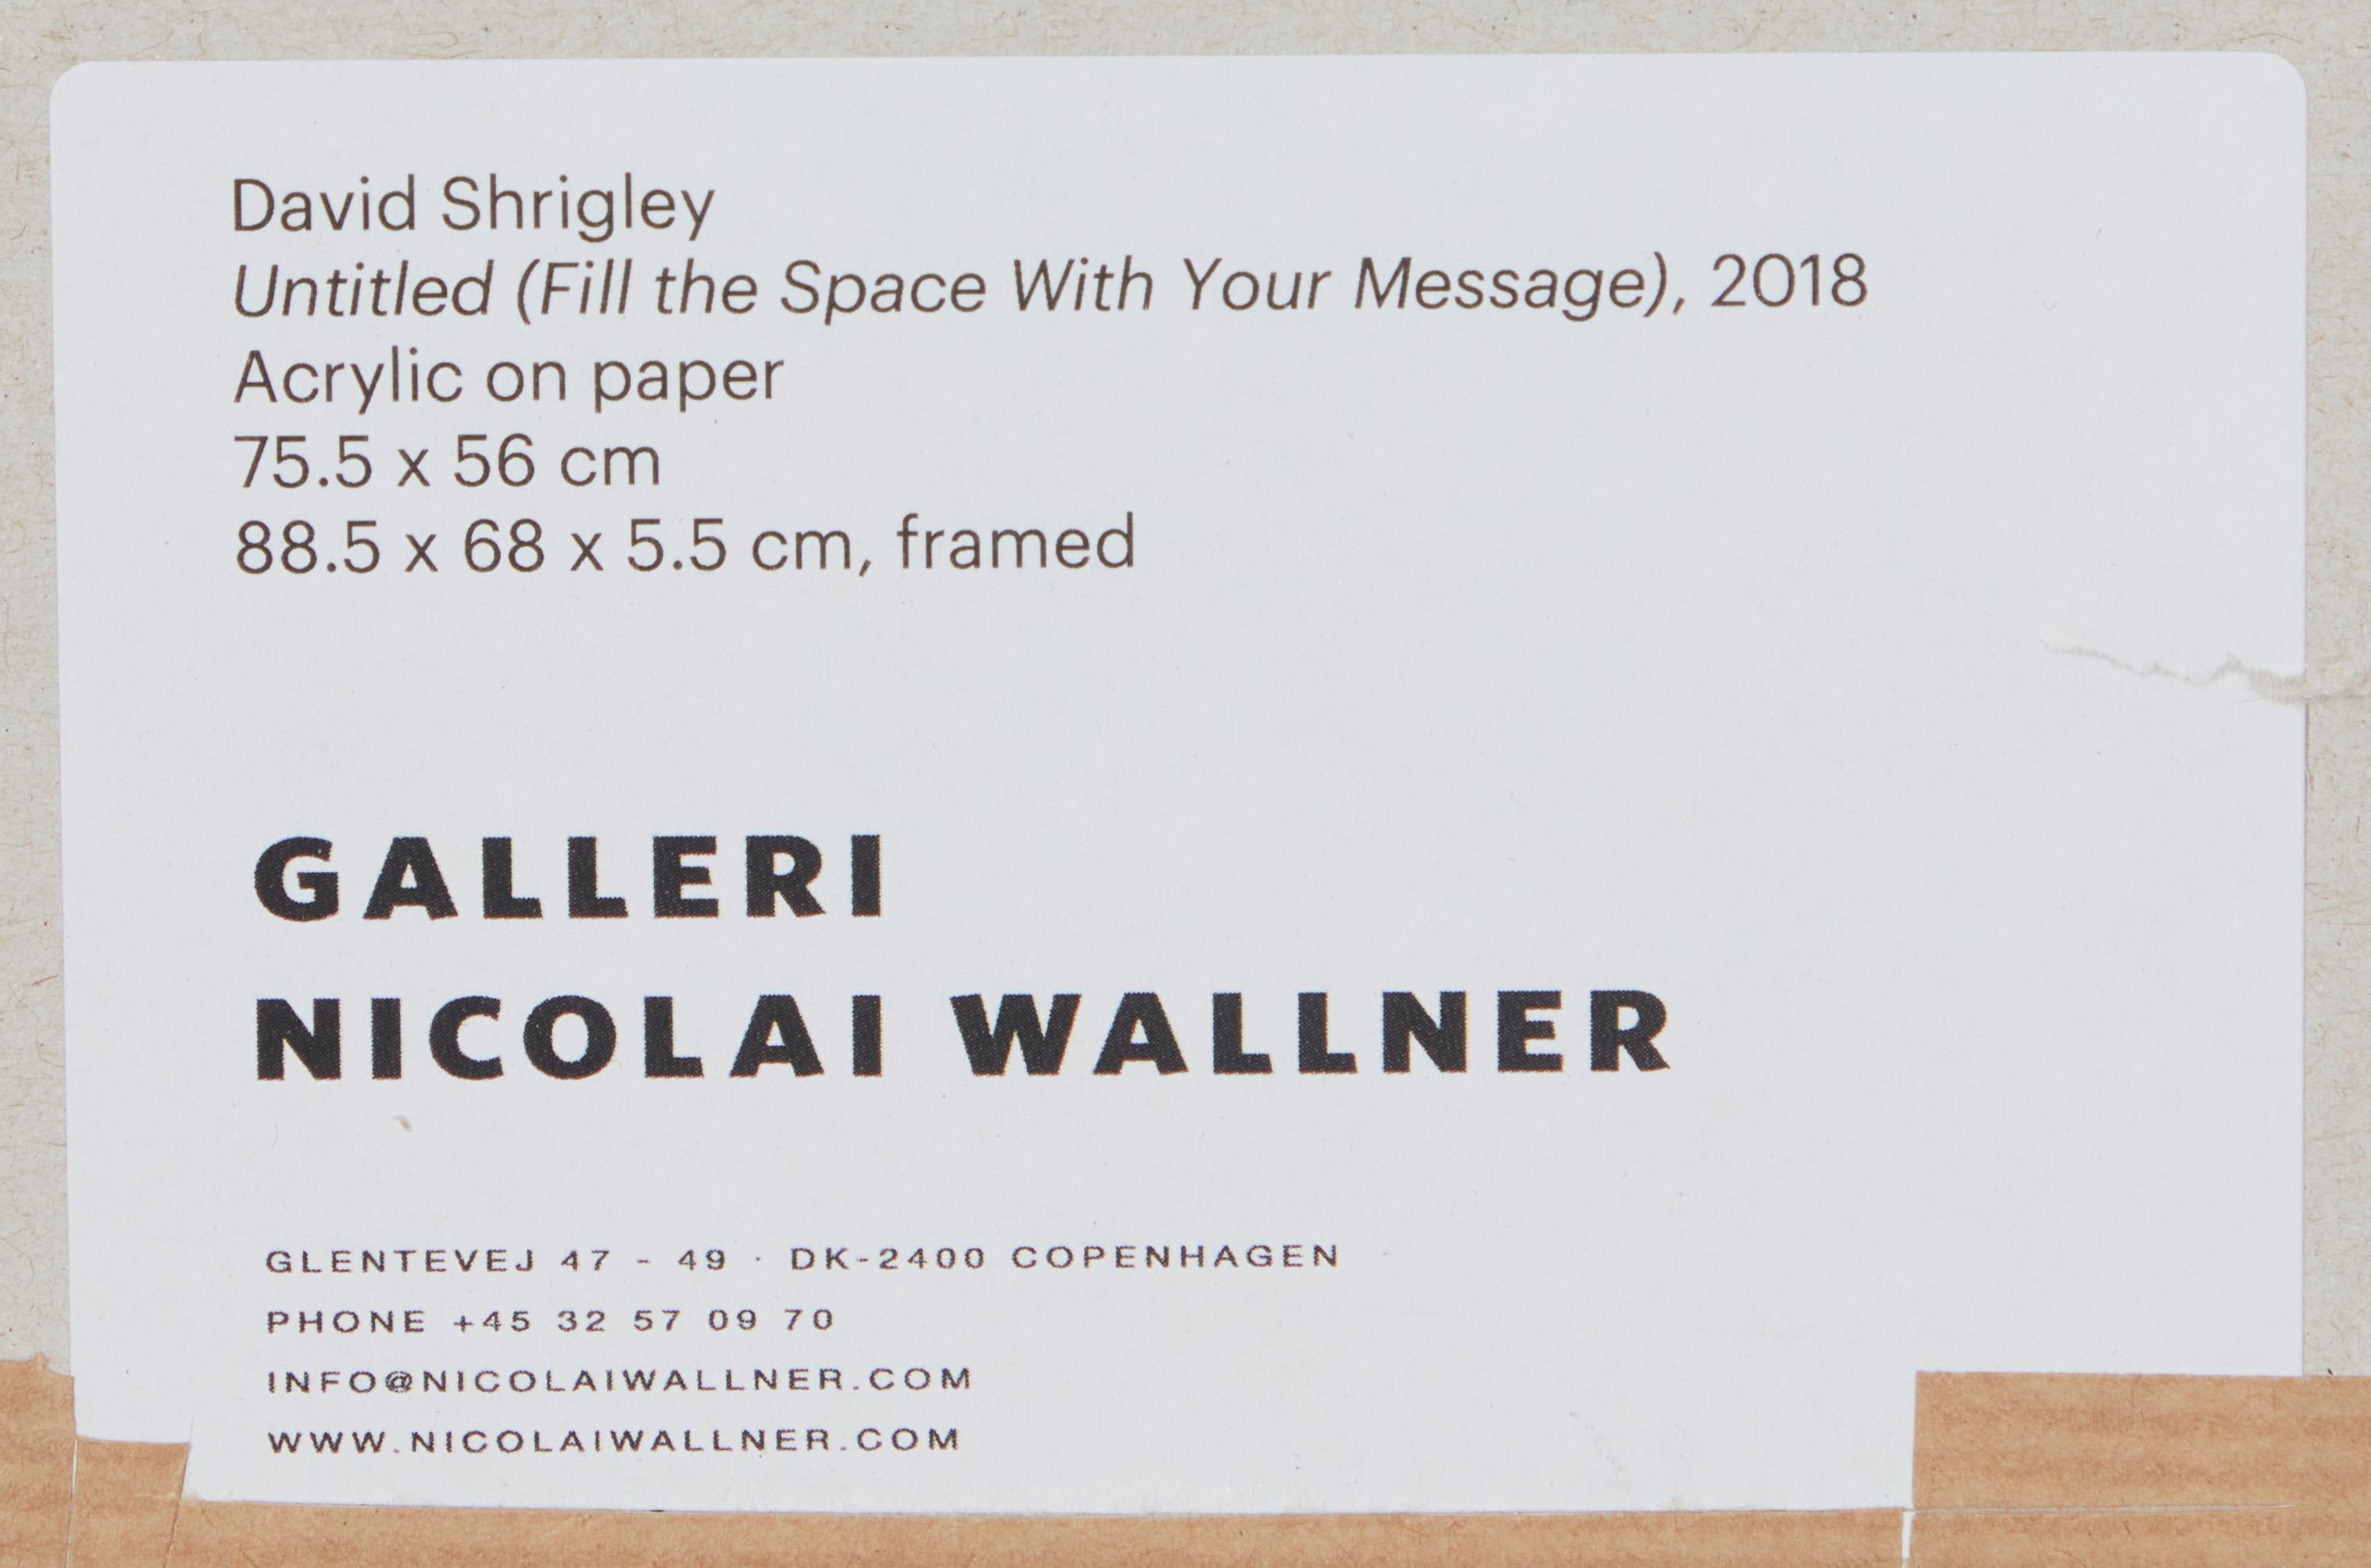 David Shrigley
Untitled (Fill the Space With Your Message), 2018
Acrylic on paper
75.5 x 56 cm
88.5 x 68 x 5.5 cm, framed
GALLERI
NICOLAI WALLNER
GLENTEVEJ 47 - 49 · DK-2400 COPENHAGEN
PHONE +45 32 57 09 70
INFO@NICOLAIWALLNER.COM
WWW.NICOLAIWALLNER.COM